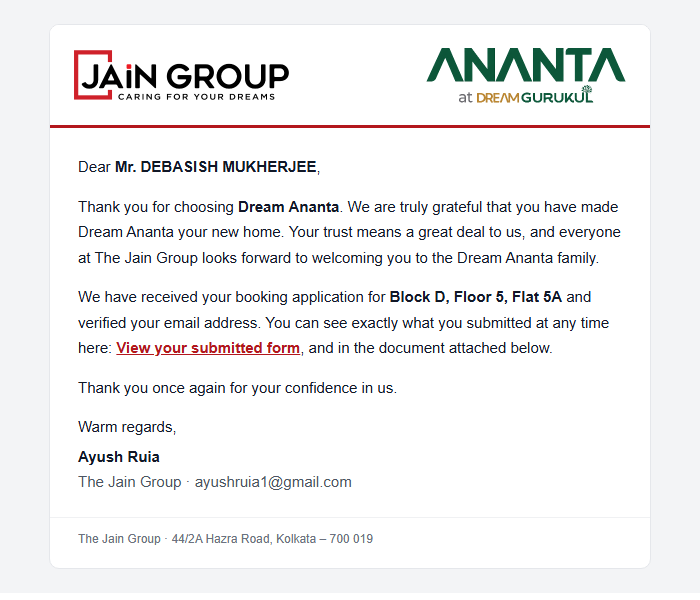 JAiN GROUP
CARING FOR YOUR DREAMS
ANANTA
at DREAM GURUKUL
Dear Mr. DEBASISH MUKHERJEE,
Thank you for choosing Dream Ananta. We are truly grateful that you have made
Dream Ananta your new home. Your trust means a great deal to us, and everyone
at The Jain Group looks forward to welcoming you to the Dream Ananta family.
We have received your booking application for Block D, Floor 5, Flat 5A and
verified your email address. You can see exactly what you submitted at any time
here: View your submitted form, and in the document attached below.
Thank you once again for your confidence in us.
Warm regards,
Ayush Ruia
The Jain Group · ayushruia1@gmail.com
The Jain Group · 44/2A Hazra Road, Kolkata – 700 019